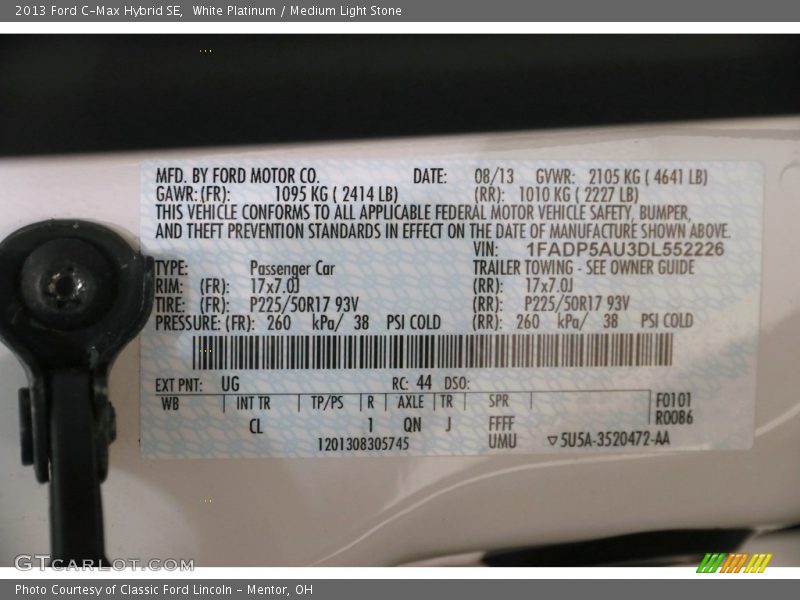 2013 Ford C-Max Hybrid SE, White Platinum / Medium Light Stone
MFD. BY FORD MOTOR CO. DATE: 08/13 GVWR: 2105 KG ( 4641 LB)
GAWR: (FR): 1095 KG ( 2414 LB) (RR): 1010 KG ( 2227 LB)
THIS VEHICLE CONFORMS TO ALL APPLICABLE FEDERAL MOTOR VEHICLE SAFETY, BUMPER,
AND THEFT PREVENTION STANDARDS IN EFFECT ON THE DATE OF MANUFACTURE SHOWN ABOVE.
VIN: 1FADP5AU3DL552226
TYPE: Passenger Car TRAILER TOWING - SEE OWNER GUIDE
RIM: (FR): 17x7.0J (RR): 17x7.0J
TIRE: (FR): P225/50R17 93V (RR): P225/50R17 93V
PRESSURE: (FR): 260 kPa/ 38 PSI COLD (RR): 260 kPa/ 38 PSI COLD
EXT PNT: UG RC: 44 DSO:
WB INT TR TP/PS R AXLE TR SPR F0101
R0086
CL 1 QN J FFFF
1201308305745 UMU 5U5A-3520472-AA
GTCARLOT.COM
Photo Courtesy of Classic Ford Lincoln - Mentor, OH